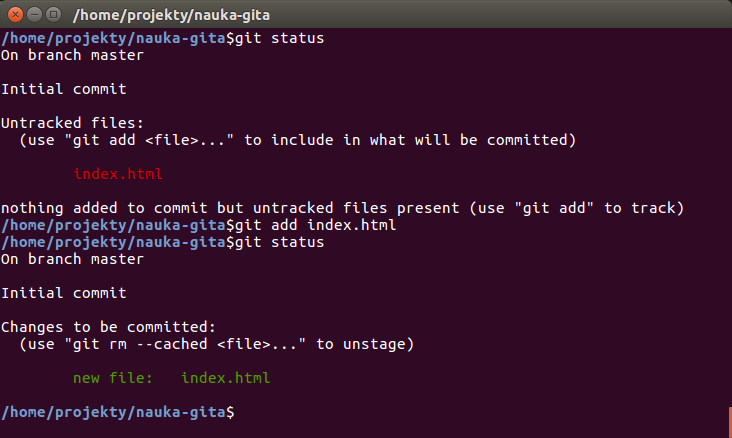 /home/projekty/nauka-gita
/home/projekty/nauka-gita$git status
On branch master
Initial commit
Untracked files:
  (use "git add <file>..." to include in what will be committed)
        index.html
nothing added to commit but untracked files present (use "git add" to track)
/home/projekty/nauka-gita$git add index.html
/home/projekty/nauka-gita$git status
On branch master
Initial commit
Changes to be committed:
  (use "git rm --cached <file>..." to unstage)
        new file:   index.html
/home/projekty/nauka-gita$